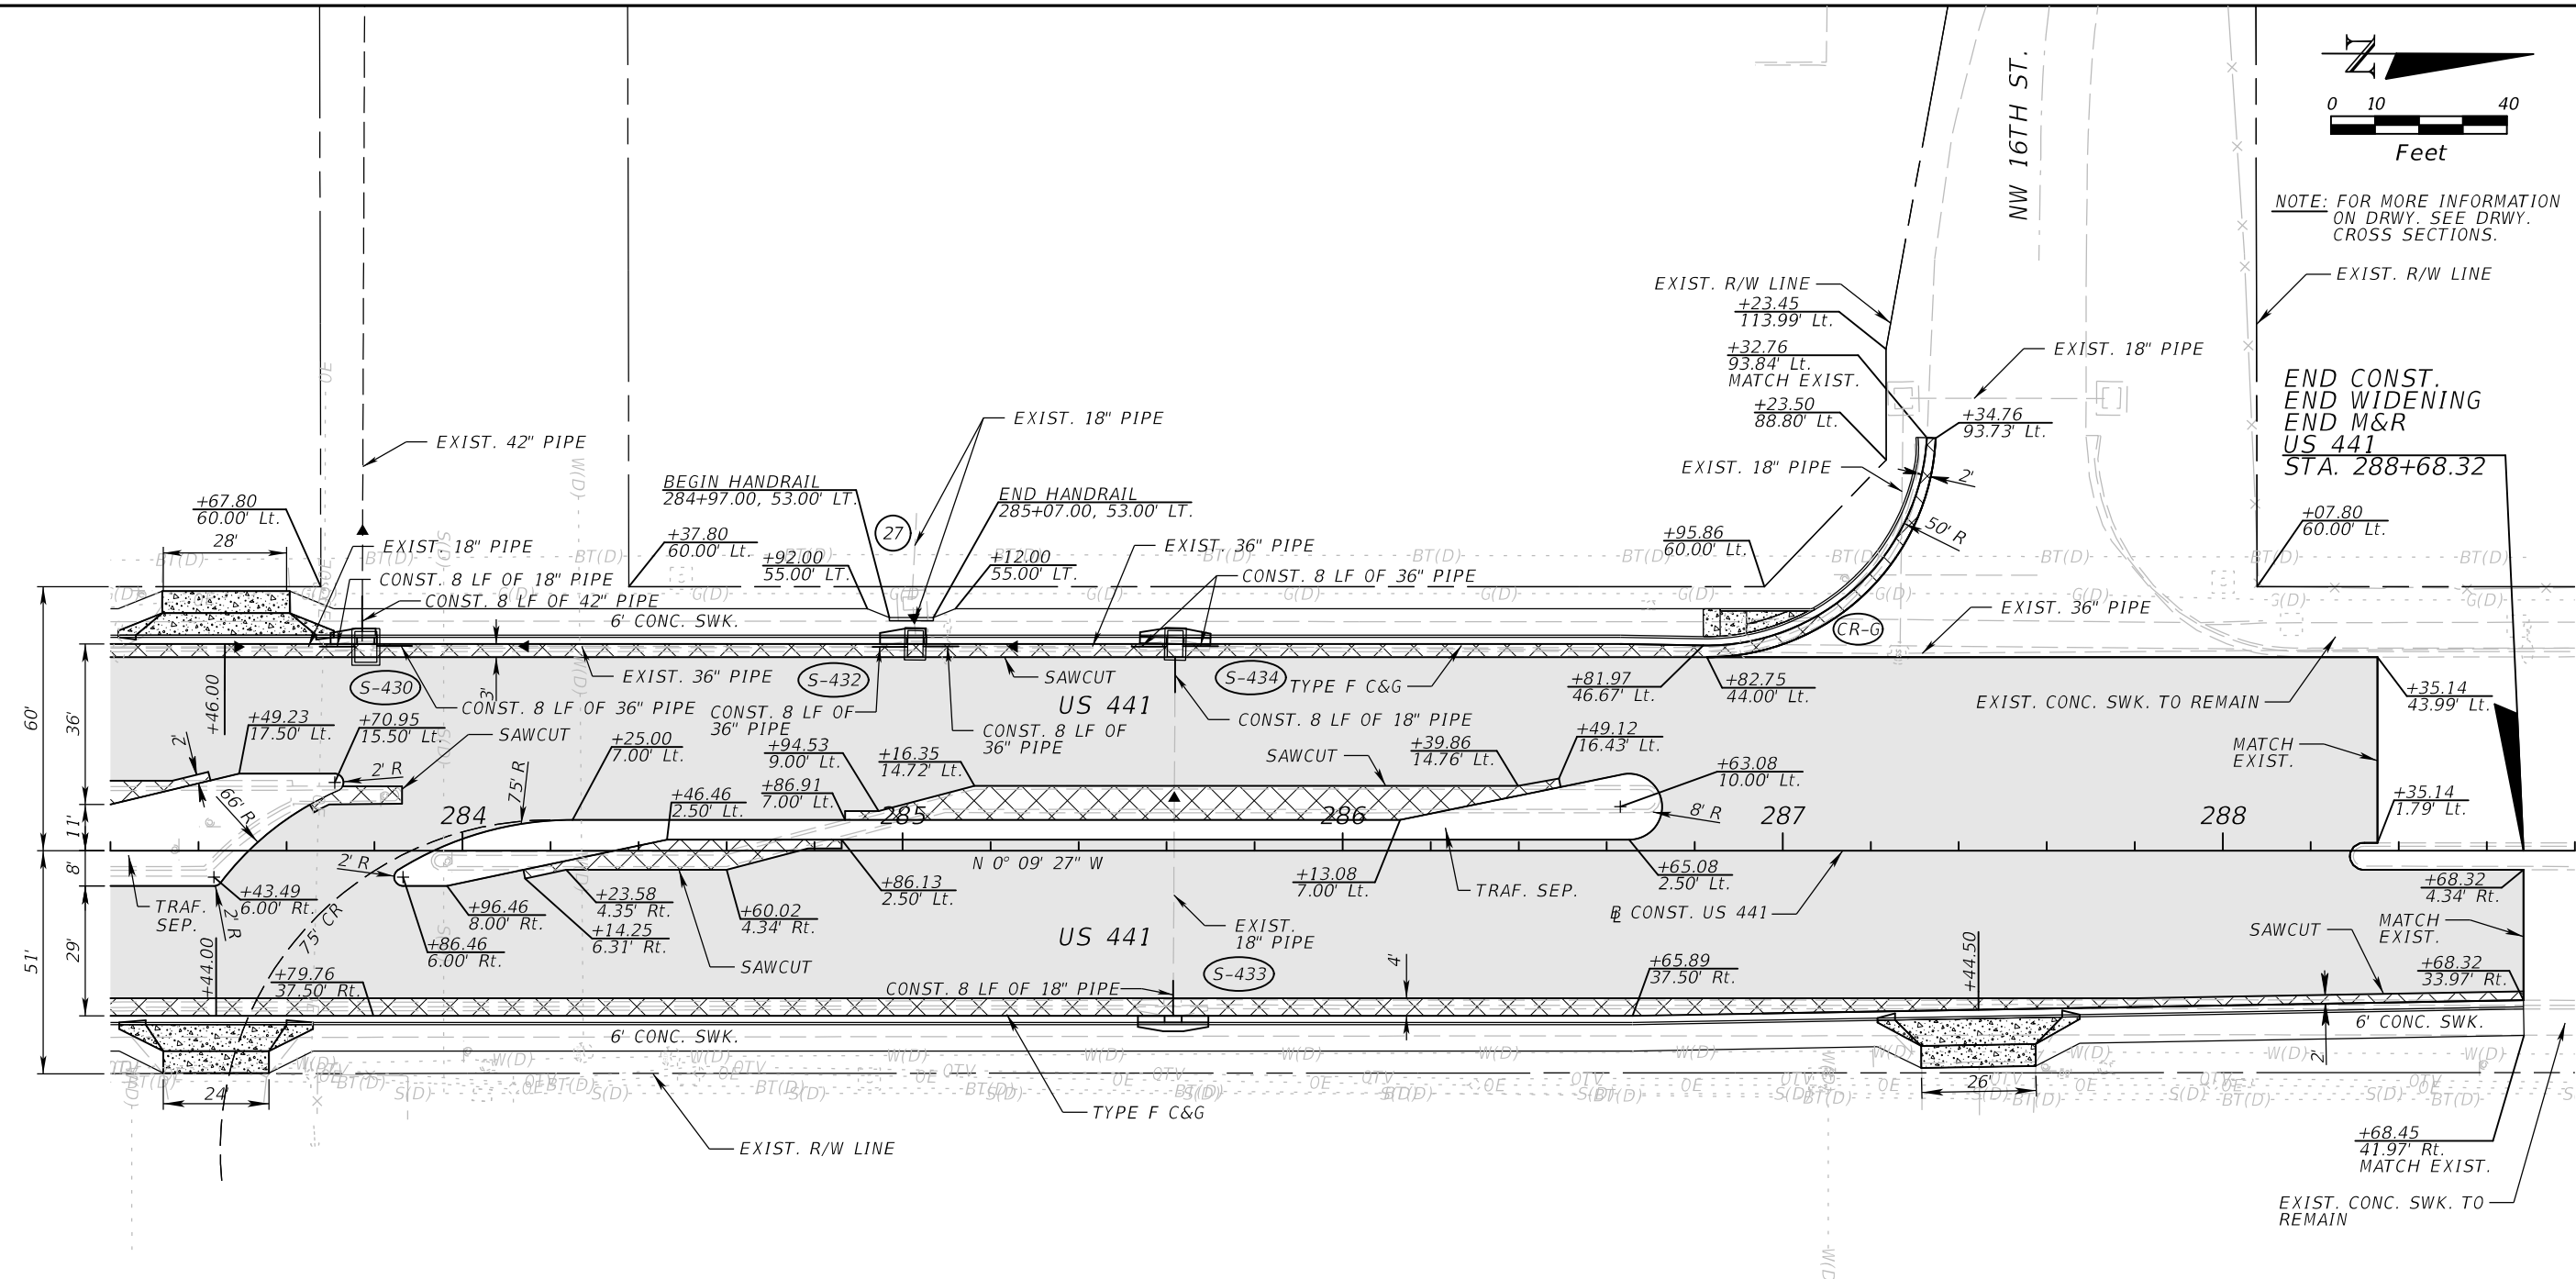 N
0 10 40
Feet
NW 16TH ST.
NOTE: FOR MORE INFORMATION
ON DRWY. SEE DRWY.
CROSS SECTIONS.
EXIST. R/W LINE
EXIST. R/W LINE
+23.45
113.99' Lt.
+32.76
93.84' Lt.
MATCH EXIST.
+23.50
88.80' Lt.
EXIST. 18" PIPE
+34.76
93.73' Lt.
END CONST.
END WIDENING
END M&R
US 441
STA. 288+68.32
EXIST. 18" PIPE
2'
50' R
+07.80
60.00' Lt.
EXIST. 42" PIPE
EXIST. 18" PIPE
BEGIN HANDRAIL
284+97.00, 53.00' LT.
END HANDRAIL
285+07.00, 53.00' LT.
27
+67.80
60.00' Lt.
28'
+37.80
60.00' Lt.
+92.00
55.00' LT.
+12.00
55.00' LT.
EXIST. 36" PIPE
+95.86
60.00' Lt.
EXIST. 18" PIPE
CONST. 8 LF OF 18" PIPE
CONST. 8 LF OF 42" PIPE
CONST. 8 LF OF 36" PIPE
6' CONC. SWK.
EXIST. 36" PIPE
CR-G
BT(D) BT(D) BT(D) BT(D) BT(D) BT(D) BT(D) BT(D) BT(D) BT(D) BT(D) BT(D)
G(D) G(D) G(D) G(D) G(D) G(D) G(D) G(D) G(D) G(D) G(D) G(D)
60'
36'
11'
8'
29'
51'
+46.00
S-430
3'
EXIST. 36" PIPE
S-432
SAWCUT
S-434
TYPE F C&G
+81.97
46.67' Lt.
+82.75
44.00' Lt.
EXIST. CONC. SWK. TO REMAIN
+35.14
43.99' Lt.
CONST. 8 LF OF 36" PIPE
CONST. 8 LF OF
36" PIPE
US 441
CONST. 8 LF OF
36" PIPE
CONST. 8 LF OF 18" PIPE
2'
+49.23
17.50' Lt.
+70.95
15.50' Lt.
SAWCUT
2' R
66' R
75' R
+25.00
7.00' Lt.
+94.53
9.00' Lt.
+86.91
7.00' Lt.
+16.35
14.72' Lt.
+46.46
2.50' Lt.
SAWCUT
+39.86
14.76' Lt.
+49.12
16.43' Lt.
+63.08
10.00' Lt.
8' R
MATCH
EXIST.
+35.14
1.79' Lt.
284 285 286 287 288
2' R
N 0° 09' 27" W
+86.13
2.50' Lt.
+13.08
7.00' Lt.
TRAF. SEP.
+65.08
2.50' Lt.
B CONST. US 441
TRAF.
SEP.
+43.49
6.00' Rt.
2' R
75' CR
+86.46
6.00' Rt.
+96.46
8.00' Rt.
+14.25
6.31' Rt.
+23.58
4.35' Rt.
+60.02
4.34' Rt.
SAWCUT
US 441
EXIST.
18" PIPE
S-433
+68.32
4.34' Rt.
SAWCUT
MATCH
EXIST.
+68.32
33.97' Rt.
+44.00
+79.76
37.50' Rt.
CONST. 8 LF OF 18" PIPE
4'
+65.89
37.50' Rt.
+44.50
6' CONC. SWK.
6' CONC. SWK.
2'
24'
26'
W(D) W(D) W(D) W(D) W(D) W(D) W(D) W(D) W(D) W(D) W(D)
TYPE F C&G
EXIST. R/W LINE
+68.45
41.97' Rt.
MATCH EXIST.
EXIST. CONC. SWK. TO
REMAIN